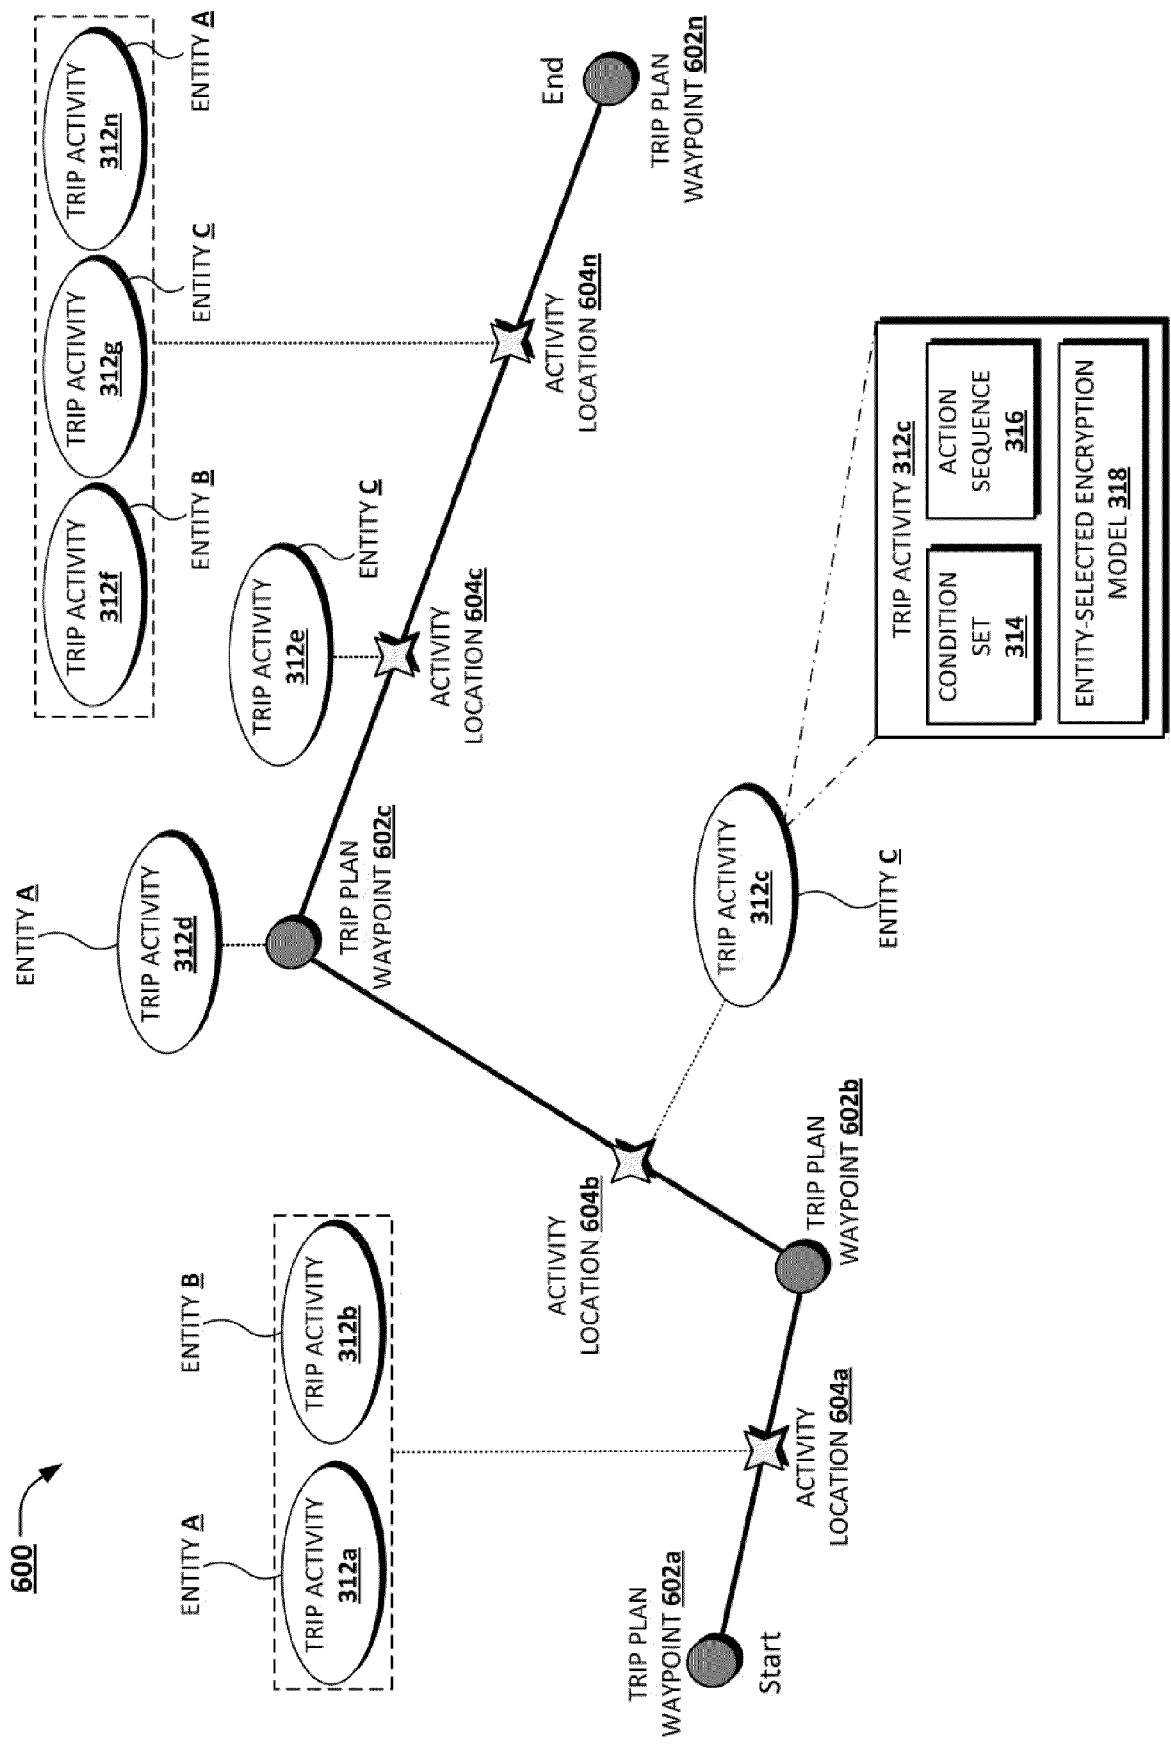 600
ENTITY A
TRIP ACTIVITY
312a
ENTITY B
TRIP ACTIVITY
312b
TRIP PLAN
WAYPOINT 602a
Start
ACTIVITY
LOCATION 604a
TRIP PLAN
WAYPOINT 602b
ACTIVITY
LOCATION 604b
TRIP ACTIVITY
312c
ENTITY C
ENTITY A
TRIP ACTIVITY
312d
TRIP PLAN
WAYPOINT 602c
TRIP ACTIVITY
312e
ENTITY C
ACTIVITY
LOCATION 604c
TRIP ACTIVITY
312f
ENTITY B
TRIP ACTIVITY
312g
ENTITY C
TRIP ACTIVITY
312n
ENTITY A
ACTIVITY
LOCATION 604n
End
TRIP PLAN
WAYPOINT 602n
TRIP ACTIVITY 312c
CONDITION
SET
314
ACTION
SEQUENCE
316
ENTITY-SELECTED ENCRYPTION
MODEL 318